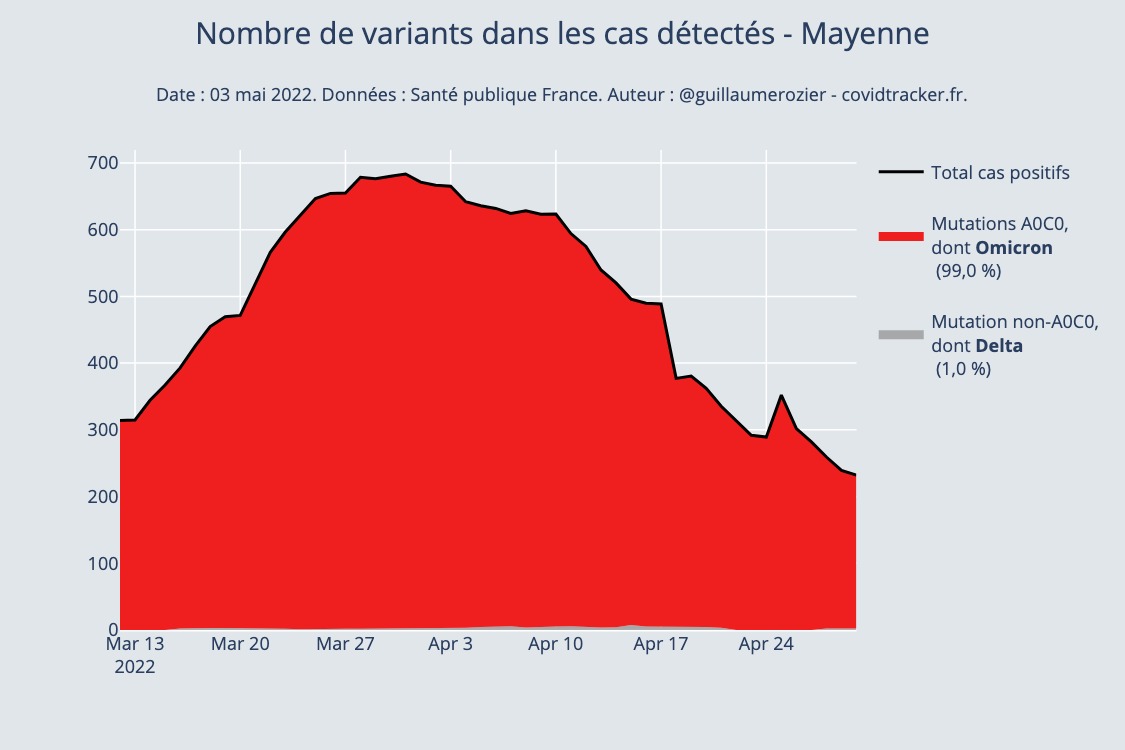 Nombre de variants dans les cas détectés - Mayenne
Date : 03 mai 2022. Données : Santé publique France. Auteur : @guillaumerozier - covidtracker.fr.
700
600
500
400
300
200
100
0
Mar 13
2022
Mar 20
Mar 27
Apr 3
Apr 10
Apr 17
Apr 24
Total cas positifs
Mutations A0C0,
dont Omicron
(99,0 %)
Mutation non-A0C0,
dont Delta
(1,0 %)